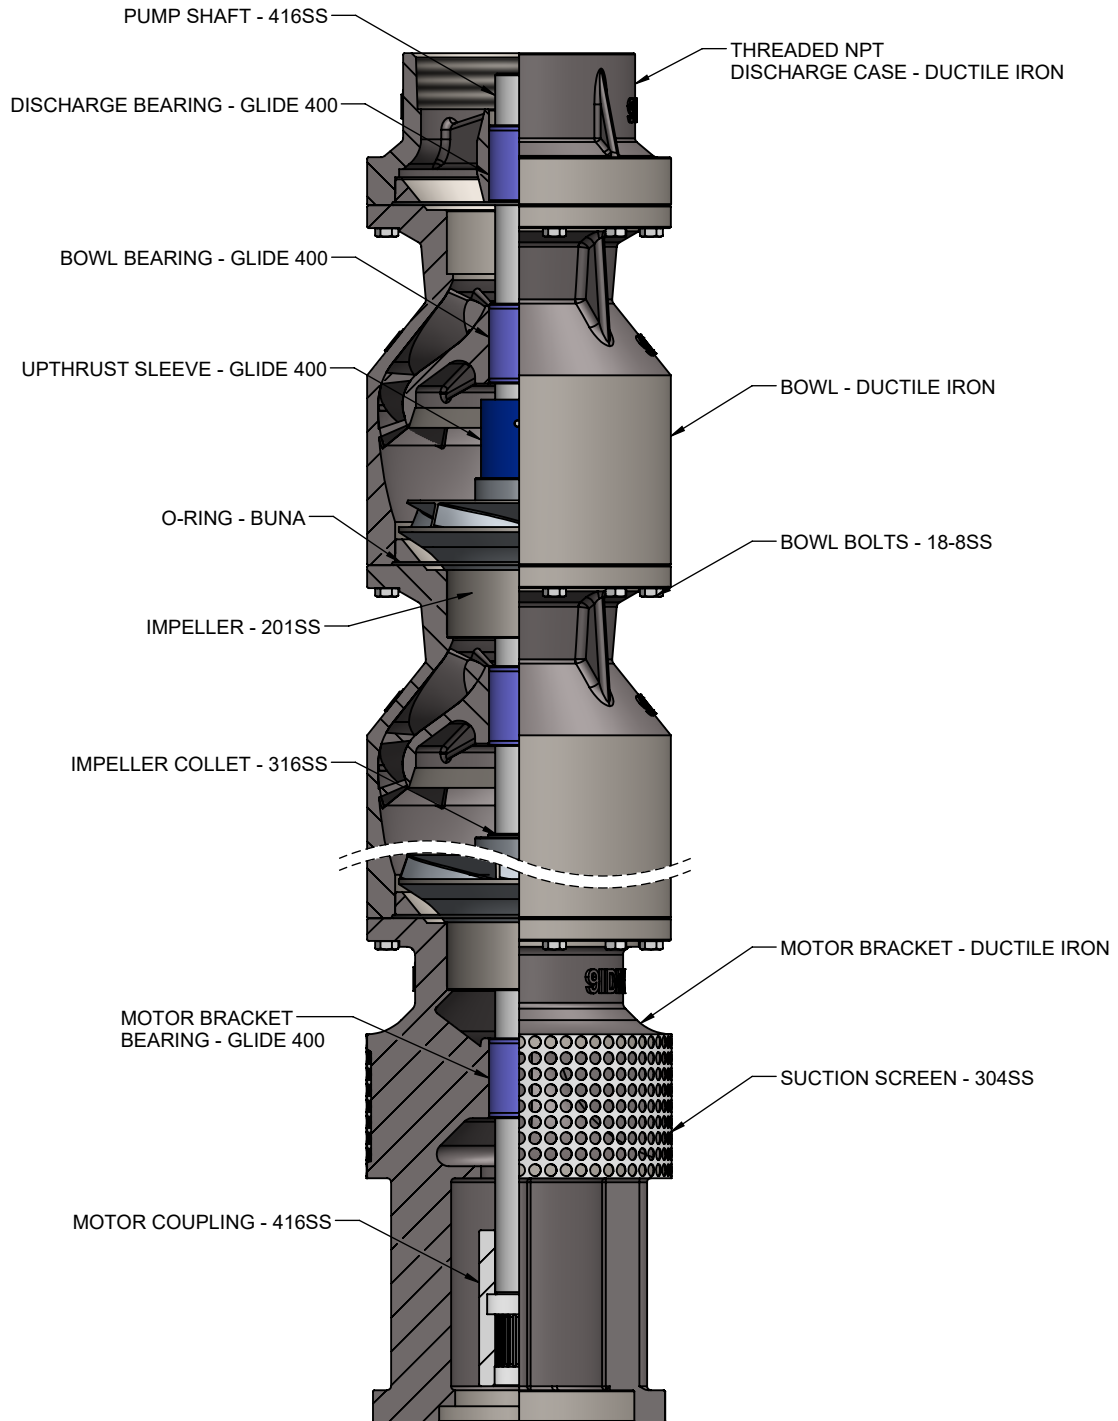 PUMP SHAFT - 416SS
THREADED NPT
DISCHARGE CASE - DUCTILE IRON
DISCHARGE BEARING - GLIDE 400
BOWL BEARING - GLIDE 400
UPTHRUST SLEEVE - GLIDE 400
BOWL - DUCTILE IRON
O-RING - BUNA
BOWL BOLTS - 18-8SS
IMPELLER - 201SS
IMPELLER COLLET - 316SS
MOTOR BRACKET - DUCTILE IRON
MOTOR BRACKET
BEARING - GLIDE 400
SUCTION SCREEN - 304SS
MOTOR COUPLING - 416SS